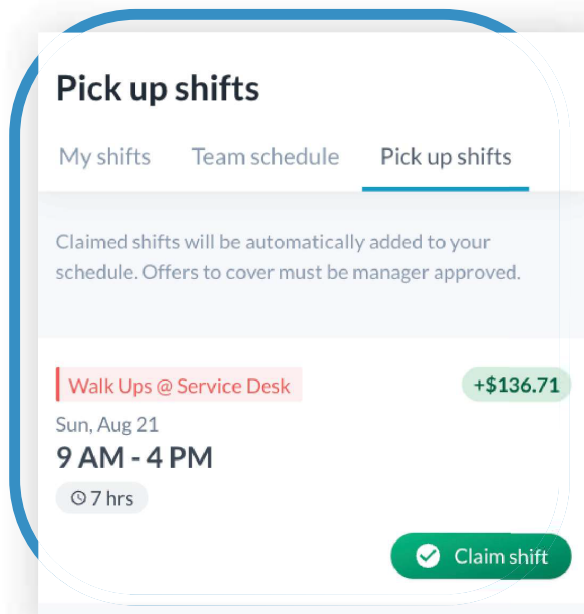 Pick up shifts
My shifts Team schedule Pick up shifts
Claimed shifts will be automatically added to your
schedule. Offers to cover must be manager approved.
Walk Ups @ Service Desk +$136.71
Sun, Aug 21
9 AM - 4 PM
7 hrs
Claim shift